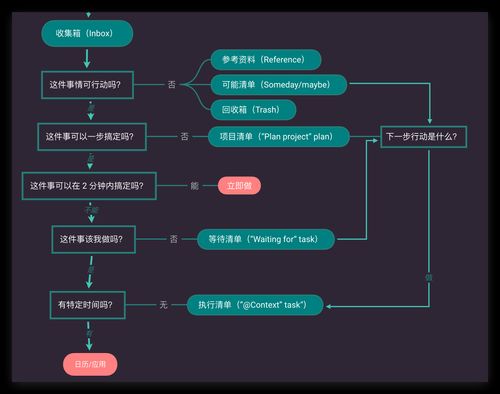 收集箱（Inbox）
参考资料（Reference）
这件事情可行动吗？
否
可能清单（Someday/maybe）
回收箱（Trash）
是
这件事可以一步搞定吗？
否
项目清单（“Plan project” plan）
下一步行动是什么？
是
这件事可以在 2 分钟内搞定吗？
能
立即做
不能
这件事该我做吗？
否
等待清单（“Waiting for” task）
是
做
有特定时间吗？
无
执行清单（“@Context” task”）
有
日历/应用